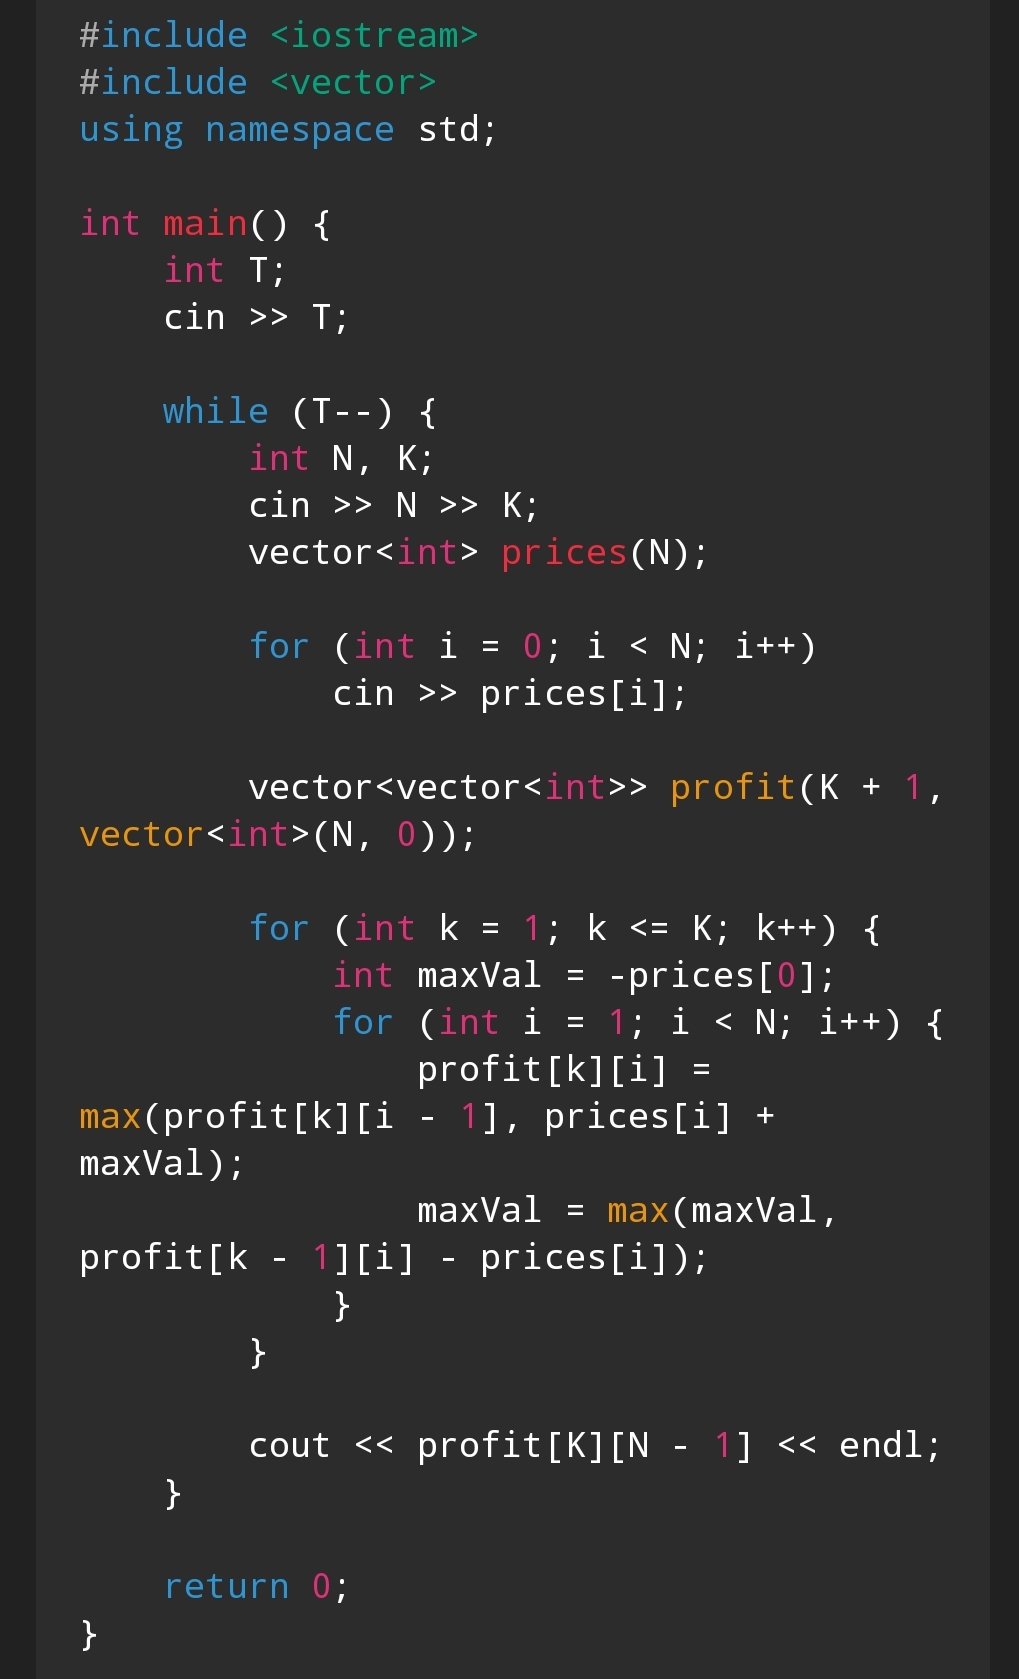 #include <iostream>
#include <vector>
using namespace std;

int main() {
    int T;
    cin >> T;

    while (T--) {
        int N, K;
        cin >> N >> K;
        vector<int> prices(N);

        for (int i = 0; i < N; i++)
            cin >> prices[i];

        vector<vector<int>> profit(K + 1,
vector<int>(N, 0));

        for (int k = 1; k <= K; k++) {
            int maxVal = -prices[0];
            for (int i = 1; i < N; i++) {
                profit[k][i] =
max(profit[k][i - 1], prices[i] +
maxVal);
                maxVal = max(maxVal,
profit[k - 1][i] - prices[i]);
            }
        }

        cout << profit[K][N - 1] << endl;
    }

    return 0;
}